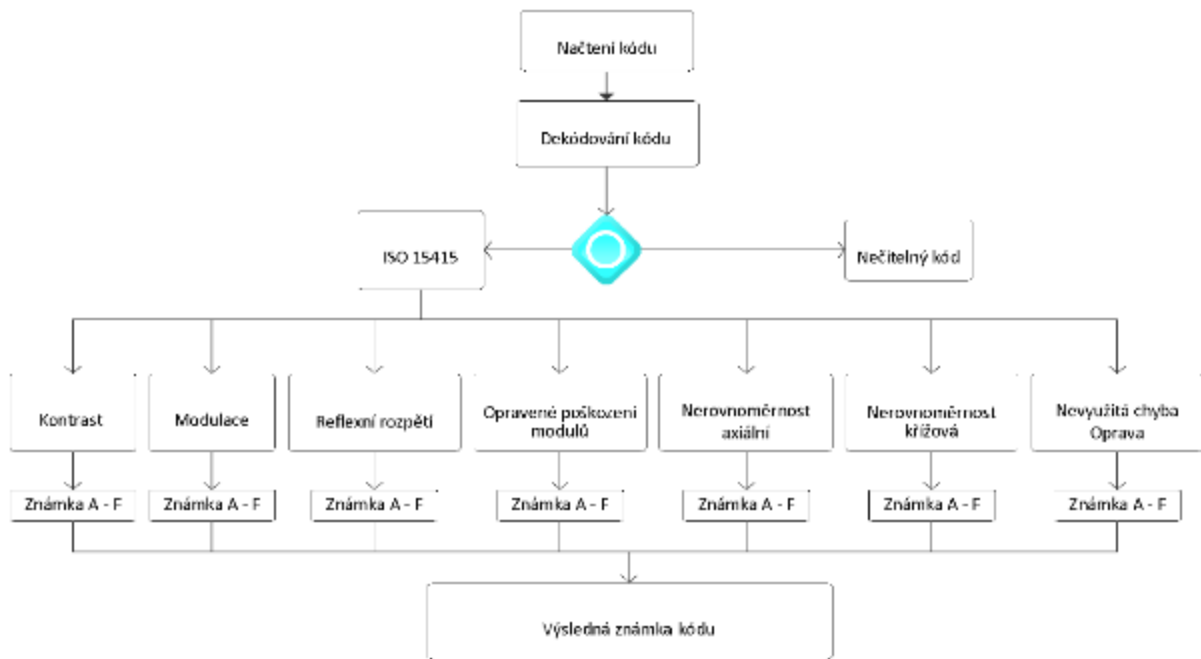 Načtení kódu
Dekódování kódu
ISO 15415
Nečitelný kód
Kontrast
Modulace
Reflexní rozpětí
Opravené poškození
modulů
Nerovnoměrnost
axiální
Nerovnoměrnost
křížová
Nevyužitá chyba
Oprava
Známka A - F
Známka A - F
Známka A - F
Známka A - F
Známka A - F
Známka A - F
Známka A - F
Výsledná známka kódu